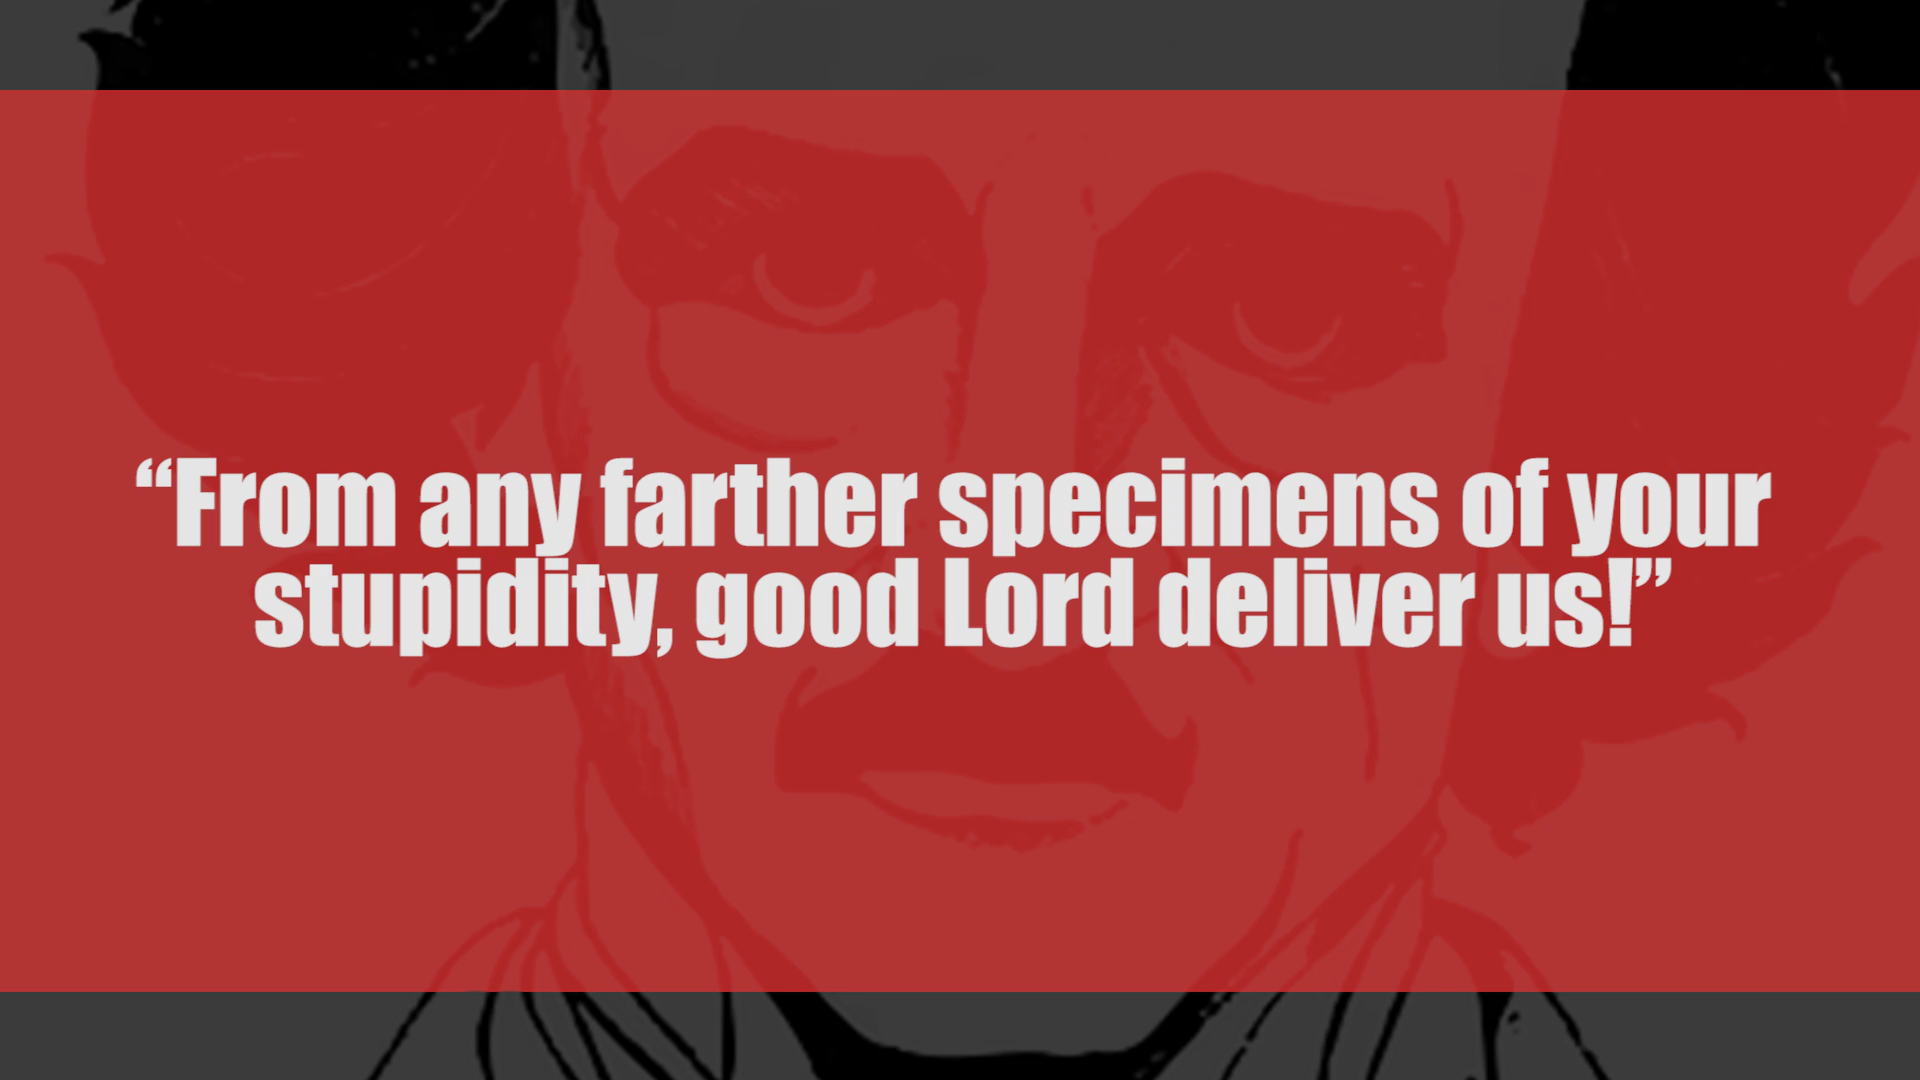 “From any farther specimens of your
stupidity, good Lord deliver us!”